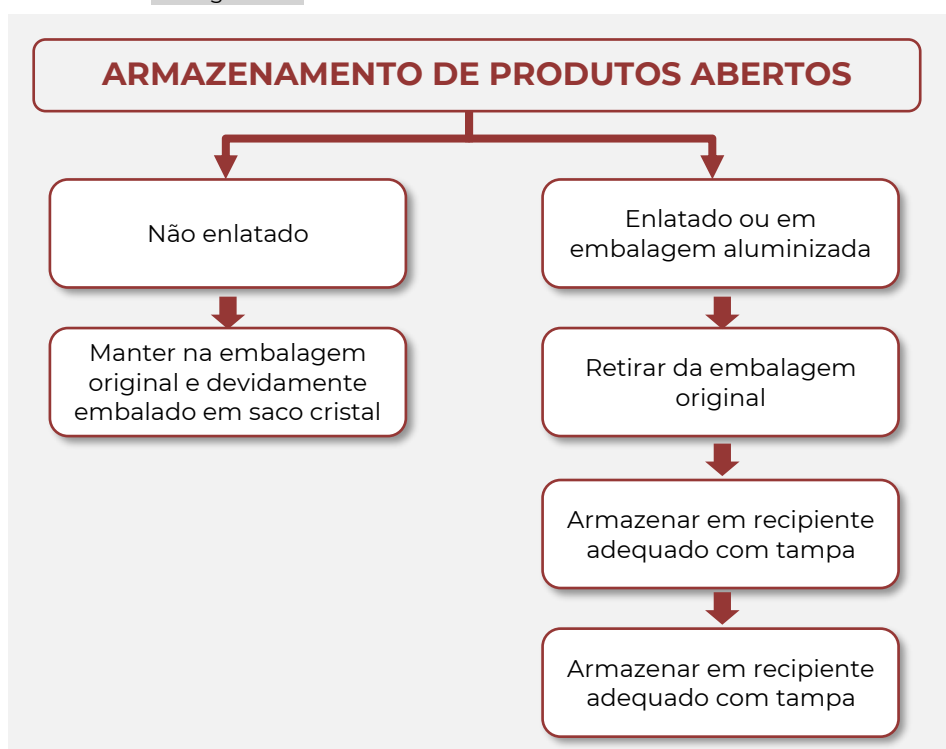 ARMAZENAMENTO DE PRODUTOS ABERTOS
Não enlatado
Manter na embalagem
original e devidamente
embalado em saco cristal
Enlatado ou em
embalagem aluminizada
Retirar da embalagem
original
Armazenar em recipiente
adequado com tampa
Armazenar em recipiente
adequado com tampa